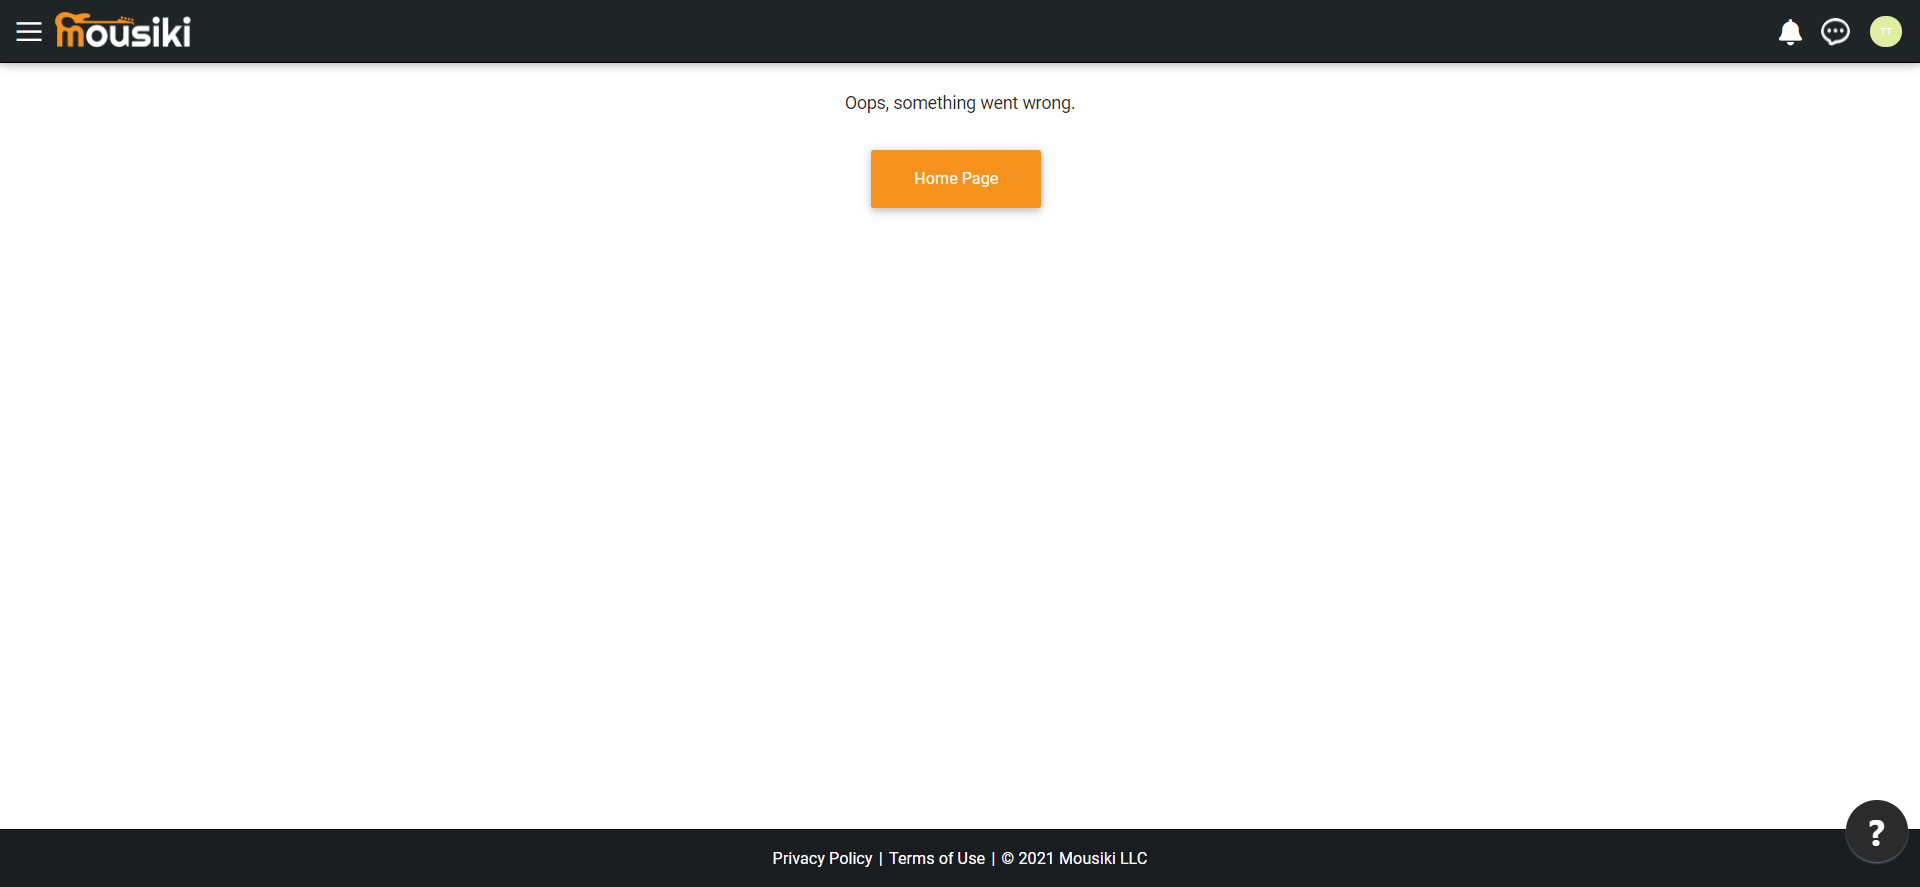 mousiki
TT
Oops, something went wrong.
Home Page
?
Privacy Policy | Terms of Use | © 2021 Mousiki LLC